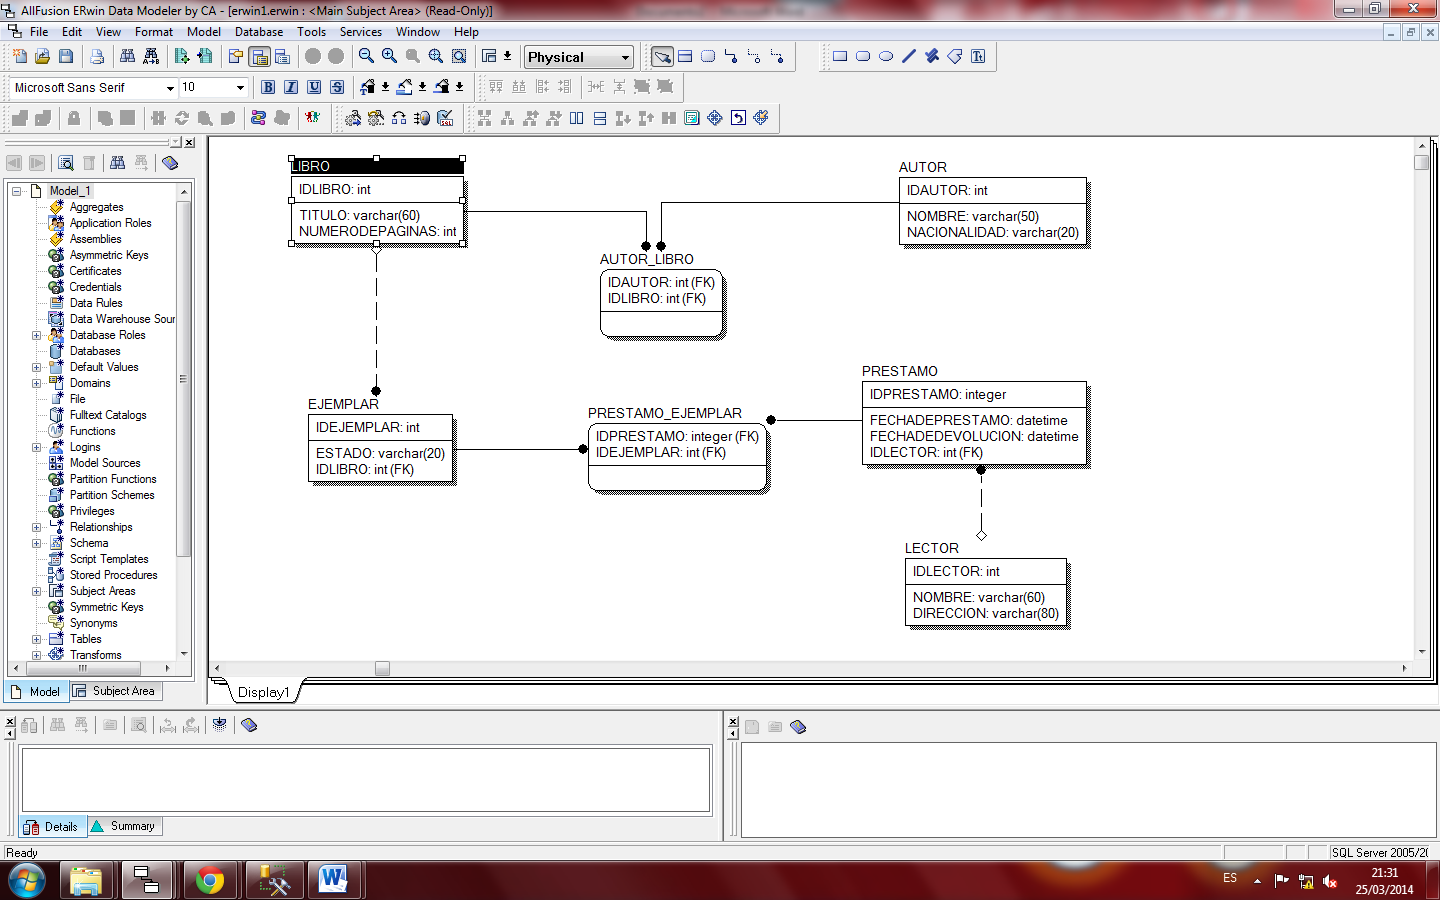 AllFusion ERwin Data Modeler by CA - [erwin1.erwin : <Main Subject Area> (Read-Only)]
File Edit View Format Model Database Tools Services Window Help
Physical
Microsoft Sans Serif 10 B I U S
Model_1
Aggregates
Application Roles
Assemblies
Asymmetric Keys
Certificates
Credentials
Data Rules
Data Warehouse Sour
Database Roles
Databases
Default Values
Domains
File
Fulltext Catalogs
Functions
Logins
Model Sources
Partition Functions
Partition Schemes
Privileges
Relationships
Schema
Script Templates
Stored Procedures
Subject Areas
Symmetric Keys
Synonyms
Tables
Transforms
Model Subject Area
LIBRO
IDLIBRO: int
TITULO: varchar(60)
NUMERODEPAGINAS: int
AUTOR
IDAUTOR: int
NOMBRE: varchar(50)
NACIONALIDAD: varchar(20)
AUTOR_LIBRO
IDAUTOR: int (FK)
IDLIBRO: int (FK)
EJEMPLAR
IDEJEMPLAR: int
ESTADO: varchar(20)
IDLIBRO: int (FK)
PRESTAMO_EJEMPLAR
IDPRESTAMO: integer (FK)
IDEJEMPLAR: int (FK)
PRESTAMO
IDPRESTAMO: integer
FECHADEPRESTAMO: datetime
FECHADEDEVOLUCION: datetime
IDLECTOR: int (FK)
LECTOR
IDLECTOR: int
NOMBRE: varchar(60)
DIRECCION: varchar(80)
Display1
Details Summary
Ready
SQL Server 2005/20
ES
21:31
25/03/2014